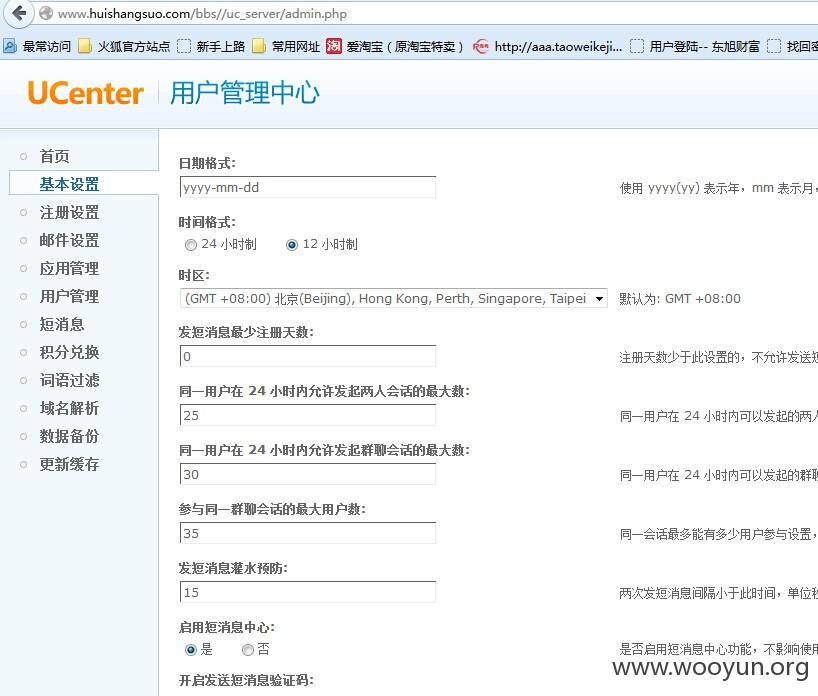 www.huishangsuo.com/bbs//uc_server/admin.php
最常访问 火狐官方站点 新手上路 常用网址 淘 爱淘宝（原淘宝特卖） http://aaa.taoweikeji... 用户登陆-- 东旭财富 找回密
UCenter 用户管理中心
首页
基本设置
注册设置
邮件设置
应用管理
用户管理
短消息
积分兑换
词语过滤
域名解析
数据备份
更新缓存
日期格式:
yyyy-mm-dd 使用 yyyy(yy) 表示年，mm 表示月，
时间格式:
24 小时制 12 小时制
时区:
(GMT +08:00) 北京(Beijing), Hong Kong, Perth, Singapore, Taipei 默认为: GMT +08:00
发短消息最少注册天数:
0 注册天数少于此设置的，不允许发送短
同一用户在 24 小时内允许发起两人会话的最大数:
25 同一用户在 24 小时内可以发起的两人
同一用户在 24 小时内允许发起群聊会话的最大数:
30 同一用户在 24 小时内可以发起的群聊
参与同一群聊会话的最大用户数:
35 同一会话最多能有多少用户参与设置，
发短消息灌水预防:
15 两次发短消息间隔小于此时间，单位秒
启用短消息中心:
是 否 是否启用短消息中心功能，不影响使用
开启发送短消息验证码:
www.wooyun.org